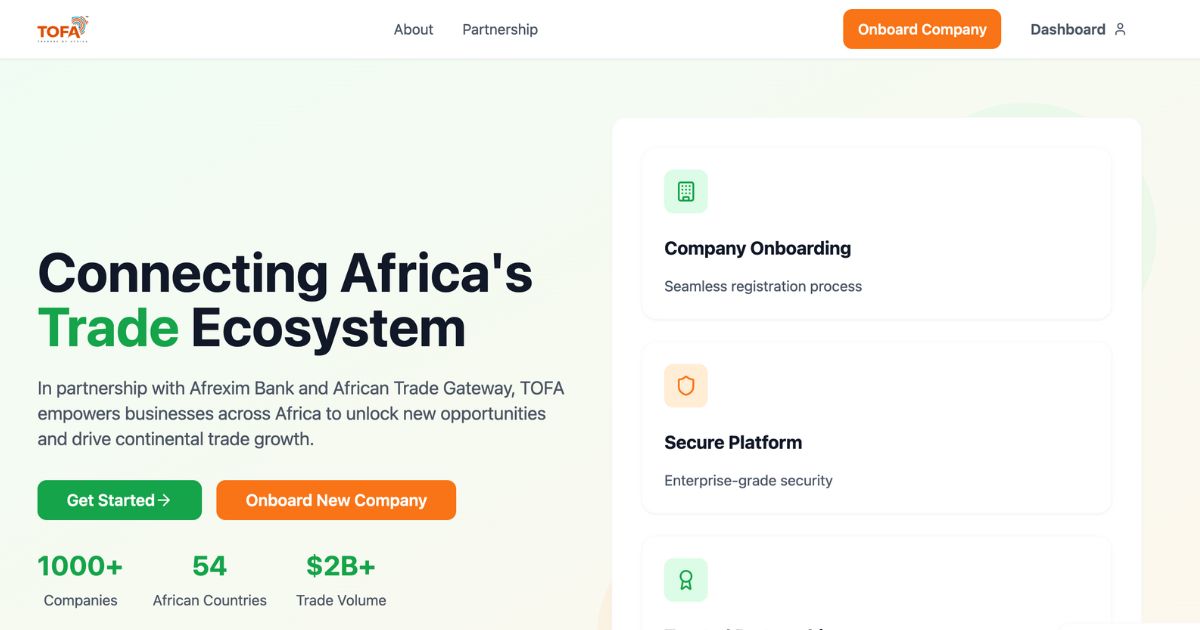 TOFA
About
Partnership
Onboard Company
Dashboard
Connecting Africa's
Trade Ecosystem
In partnership with Afrexim Bank and African Trade Gateway, TOFA
empowers businesses across Africa to unlock new opportunities
and drive continental trade growth.
Get Started
Onboard New Company
1000+
Companies
54
African Countries
$2B+
Trade Volume
Company Onboarding
Seamless registration process
Secure Platform
Enterprise-grade security